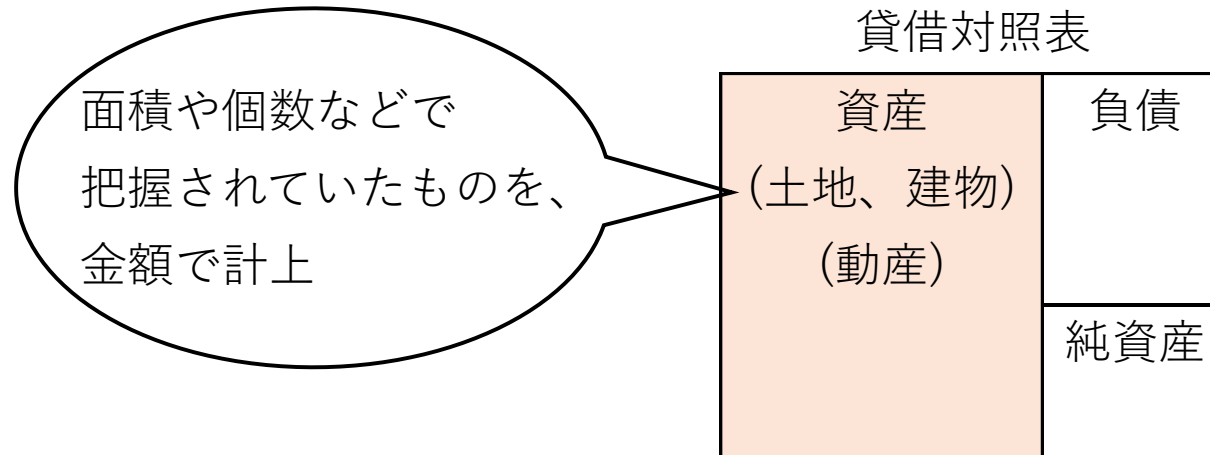 貸借対照表
面積や個数などで
把握されていたものを、
金額で計上
資産
(土地、建物)
(動産)
負債
純資産